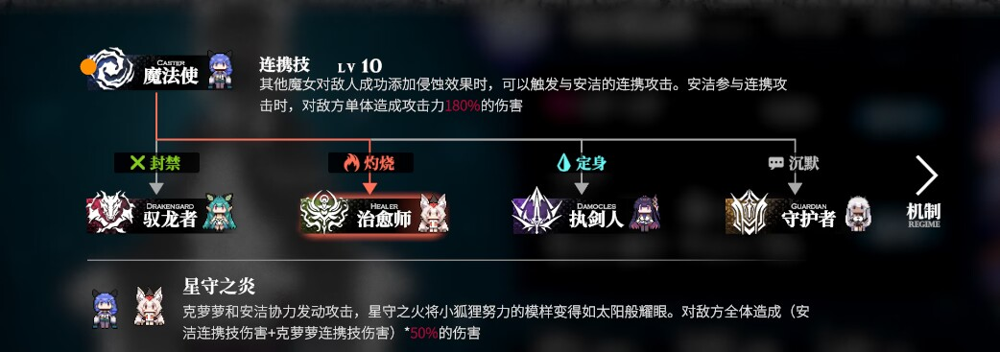 CASTER
魔法使
连携技 LV 10
其他魔女对敌人成功添加侵蚀效果时，可以触发与安洁的连携攻击。安洁参与连携攻
击时，对敌方单体造成攻击力180%的伤害
封禁 灼烧 定身 沉默
DRAKENGARD HEALER DAMOCLES GUARDIAN
驭龙者 治愈师 执剑人 守护者
机制
REGIME
星守之炎
克萝萝和安洁协力发动攻击，星守之火将小狐狸努力的模样变得如太阳般耀眼。对敌方全体造成（安
洁连携技伤害+克萝萝连携技伤害）*50%的伤害